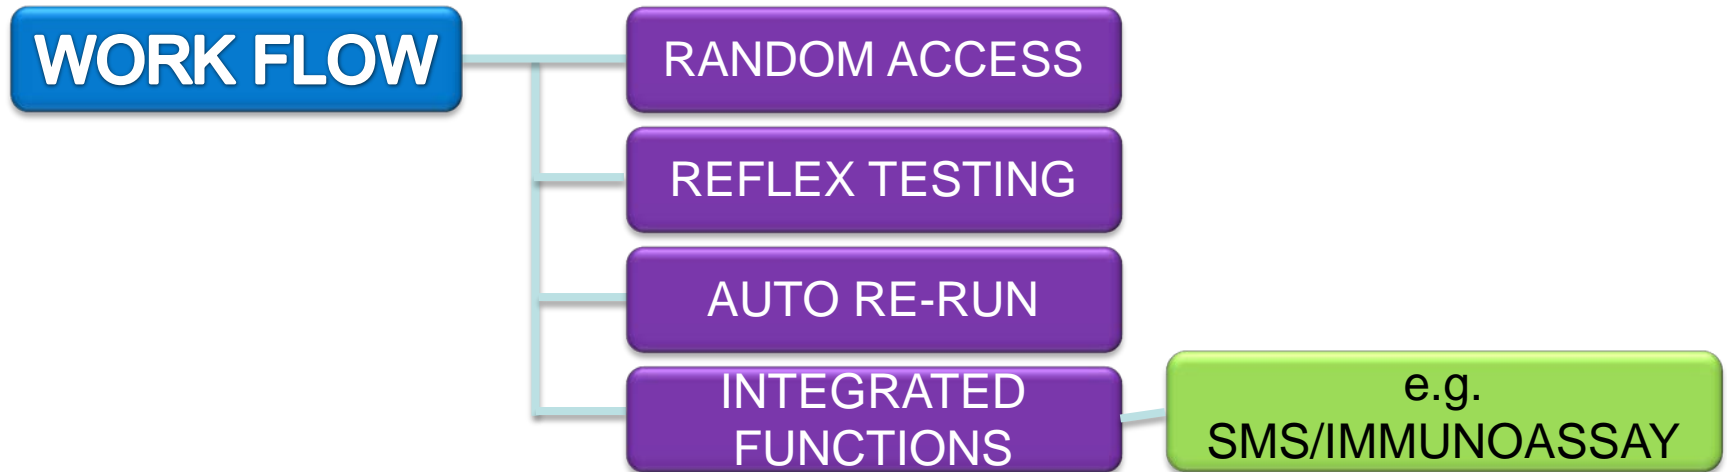 WORK FLOW
RANDOM ACCESS
REFLEX TESTING
AUTO RE-RUN
INTEGRATED
FUNCTIONS
e.g.
SMS/IMMUNOASSAY